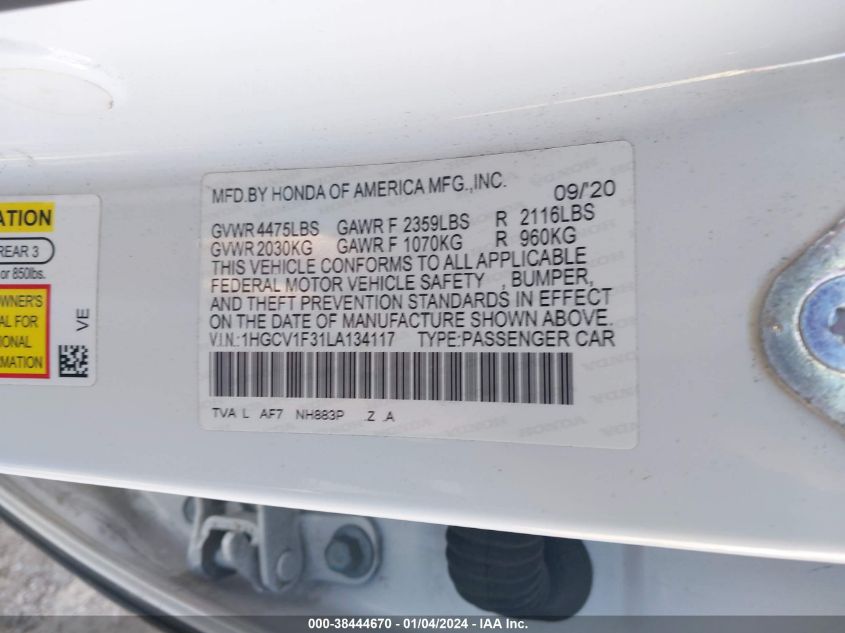 MFD.BY HONDA OF AMERICA MFG.,INC. 09/'20
GVWR 4475LBS GAWR F 2359LBS R 2116LBS
GVWR 2030KG GAWR F 1070KG R 960KG
THIS VEHICLE CONFORMS TO ALL APPLICABLE
FEDERAL MOTOR VEHICLE SAFETY , BUMPER,
AND THEFT PREVENTION STANDARDS IN EFFECT
ON THE DATE OF MANUFACTURE SHOWN ABOVE.
V.I.N.:1HGCV1F31LA134117 TYPE:PASSENGER CAR
TVA L AF7 NH883P .Z .A
ATION
REAR 3
or 850lbs.
OWNER'S
AL FOR
IONAL
RMATION
VE
000-38444670 - 01/04/2024 - IAA Inc.